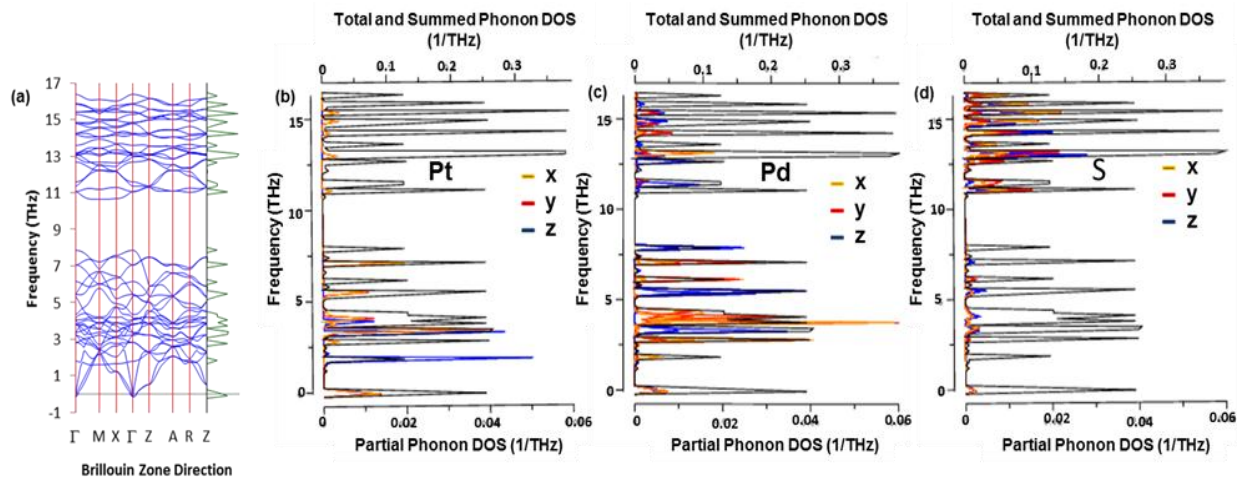 (a)
17
15
13
11
9
7
5
3
1
-1
Frequency (THz)
Γ M X Γ Z A R Z
Brillouin Zone Direction
Total and Summed Phonon DOS
(1/THz)
0 0.1 0.2 0.3
(b)
15
10
5
0
Frequency (THz)
Pt
x
y
z
0 0.02 0.04 0.06
Partial Phonon DOS (1/THz)
Total and Summed Phonon DOS
(1/THz)
0 0.1 0.2 0.3
(c)
15
10
5
0
Frequency (THz)
Pd
x
y
z
0 0.02 0.04 0.06
Partial Phonon DOS (1/THz)
Total and Summed Phonon DOS
(1/THz)
0 0.1 0.2 0.3
(d)
15
10
5
0
Frequency (THz)
S
x
y
z
0 0.02 0.04 0.06
Partial Phonon DOS (1/THz)